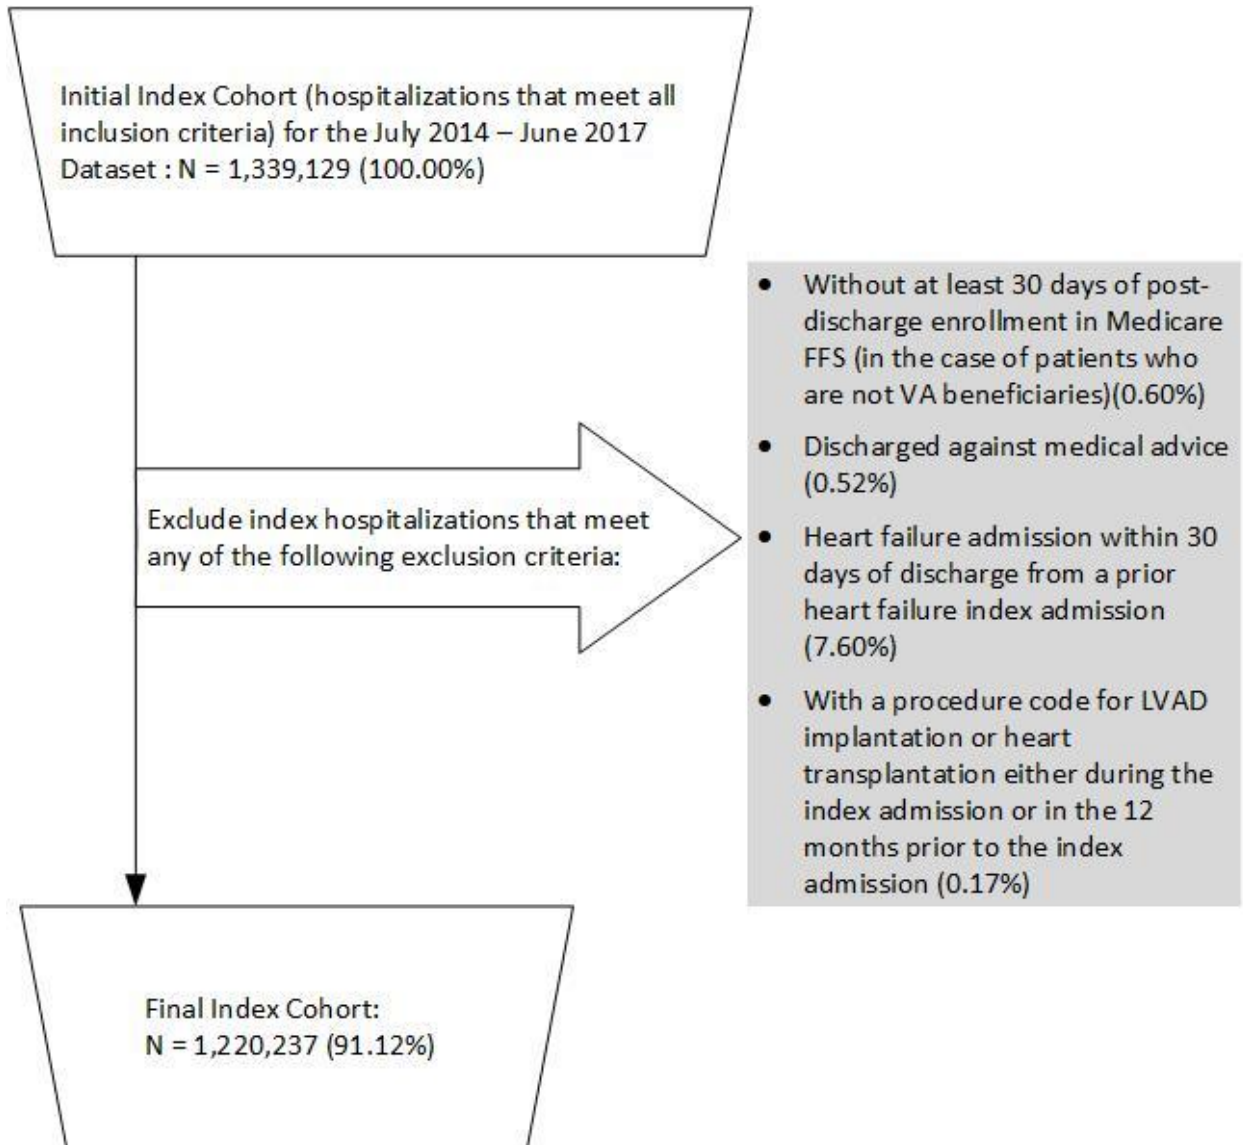 Initial Index Cohort (hospitalizations that meet all
inclusion criteria) for the July 2014 – June 2017
Dataset : N = 1,339,129 (100.00%)
Exclude index hospitalizations that meet
any of the following exclusion criteria:
• Without at least 30 days of post-
discharge enrollment in Medicare
FFS (in the case of patients who
are not VA beneficiaries)(0.60%)
• Discharged against medical advice
(0.52%)
• Heart failure admission within 30
days of discharge from a prior
heart failure index admission
(7.60%)
• With a procedure code for LVAD
implantation or heart
transplantation either during the
index admission or in the 12
months prior to the index
admission (0.17%)
Final Index Cohort:
N = 1,220,237 (91.12%)